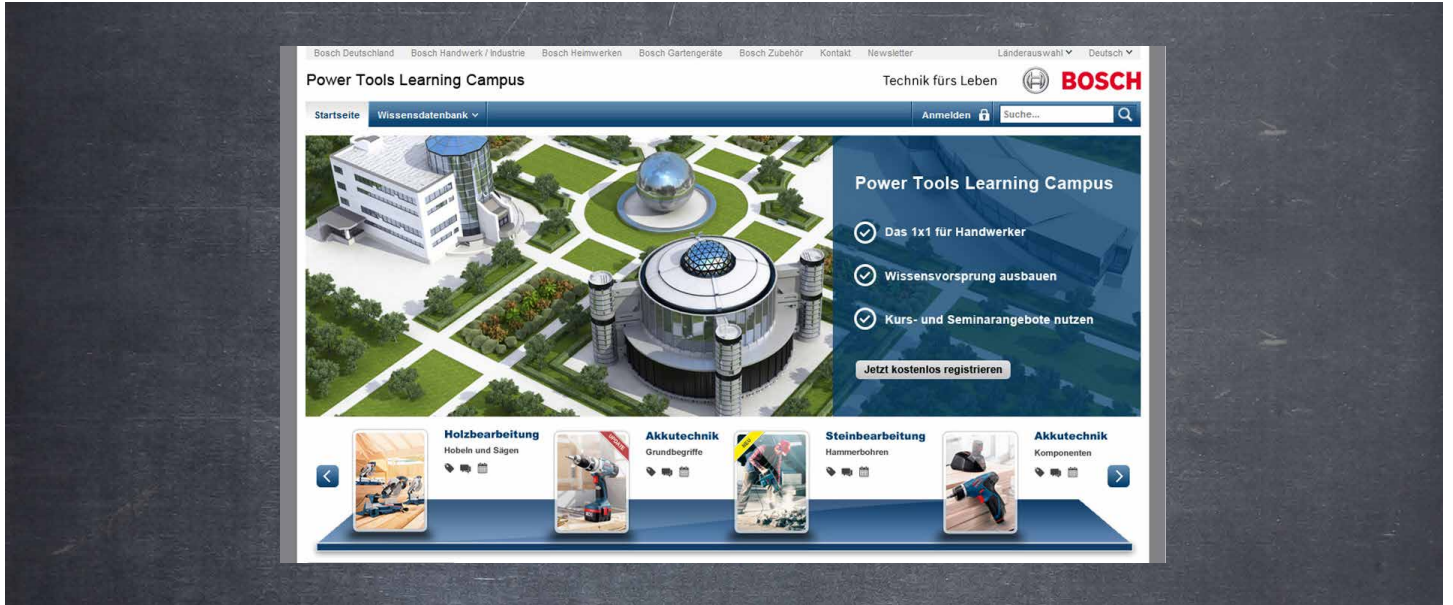 Bosch Deutschland Bosch Handwerk / Industrie Bosch Heimwerken Bosch Gartengeräte Bosch Zubehör Kontakt Newsletter Länderauswahl Deutsch
Power Tools Learning Campus Technik fürs Leben BOSCH
Startseite Wissensdatenbank Anmelden Suche...
Power Tools Learning Campus
Das 1x1 für Handwerker
Wissensvorsprung ausbauen
Kurs- und Seminarangebote nutzen
Jetzt kostenlos registrieren
Holzbearbeitung
Hobeln und Sägen
UPDATE
Akkutechnik
Grundbegriffe
NEU
Steinbearbeitung
Hammerbohren
Akkutechnik
Komponenten